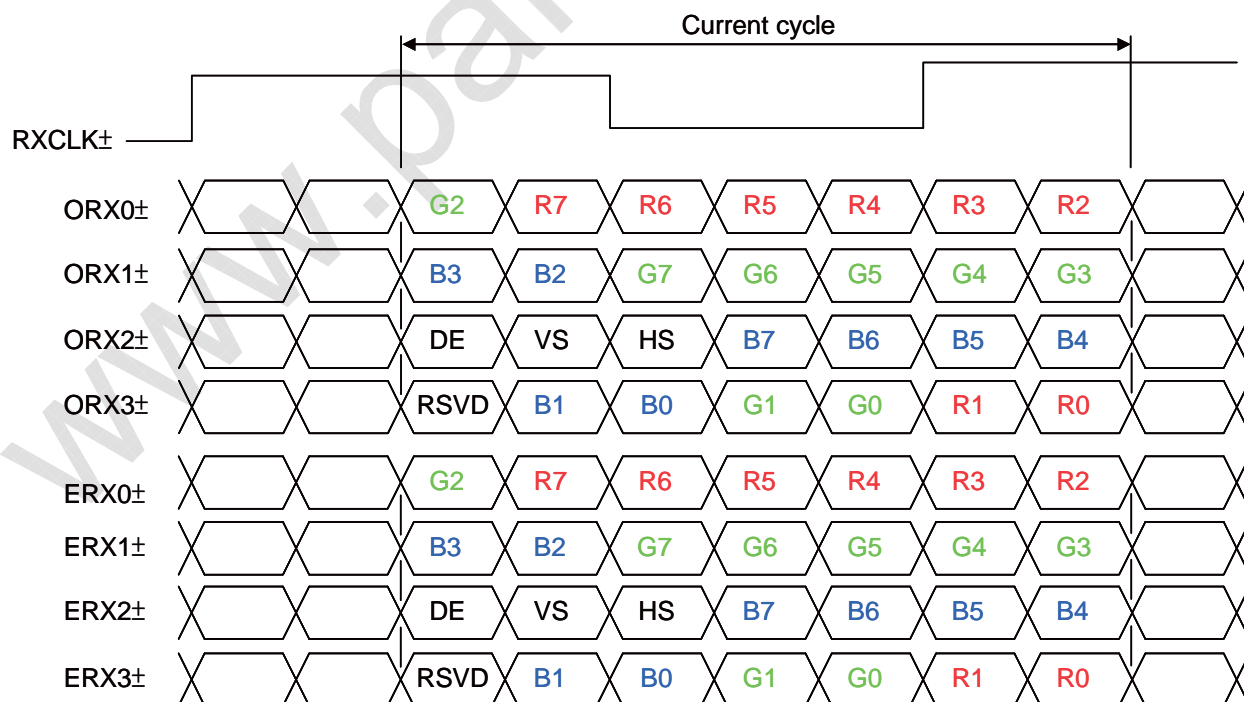 Current cycle
RXCLK±
ORX0± G2 R7 R6 R5 R4 R3 R2
ORX1± B3 B2 G7 G6 G5 G4 G3
ORX2± DE VS HS B7 B6 B5 B4
ORX3± RSVD B1 B0 G1 G0 R1 R0
ERX0± G2 R7 R6 R5 R4 R3 R2
ERX1± B3 B2 G7 G6 G5 G4 G3
ERX2± DE VS HS B7 B6 B5 B4
ERX3± RSVD B1 B0 G1 G0 R1 R0
www.pa